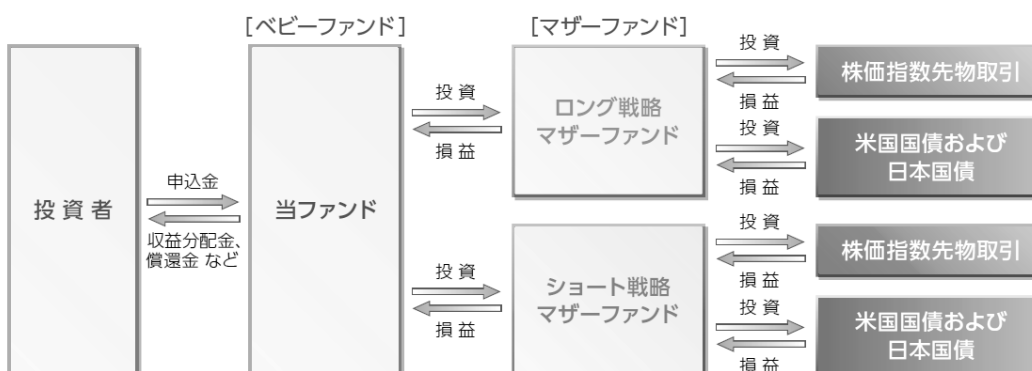 [ベビーファンド]
[マザーファンド]
投資者
申込金
収益分配金、
償還金 など
当ファンド
投資
損益
ロング戦略
マザーファンド
投資
損益
株価指数先物取引
投資
損益
米国国債および
日本国債
投資
損益
ショート戦略
マザーファンド
投資
損益
株価指数先物取引
投資
損益
米国国債および
日本国債